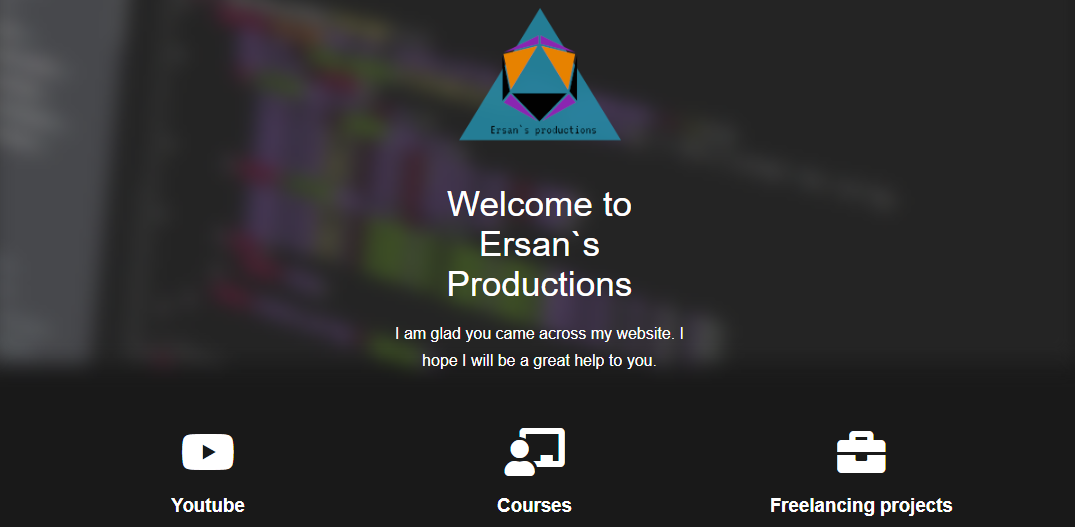 Ersan's productions
Welcome to
Ersan`s
Productions
I am glad you came across my website. I
hope I will be a great help to you.
Youtube
Courses
Freelancing projects